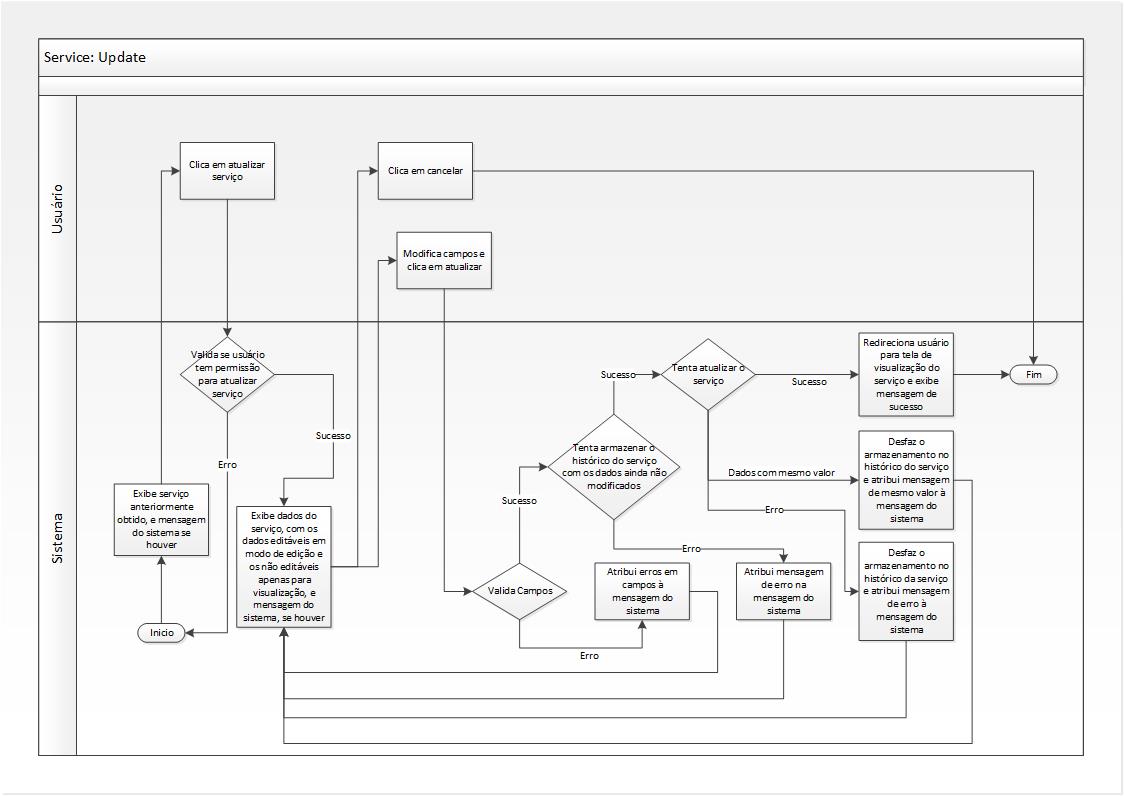 Service: Update
Usuário
Clica em atualizar
serviço
Clica em cancelar
Modifica campos e
clica em atualizar
Sistema
Valida se usuário
tem permissão
para atualizar
serviço
Sucesso
Erro
Exibe serviço
anteriormente
obtido, e mensagem
do sistema se
houver
Inicio
Exibe dados do
serviço, com os
dados editáveis em
modo de edição e
os não editáveis
apenas para
visualização, e
mensagem do
sistema, se houver
Valida Campos
Sucesso
Erro
Tenta armazenar o
histórico do serviço
com os dados ainda não
modificados
Sucesso
Erro
Atribui erros em
campos à
mensagem do
sistema
Atribui mensagem
de erro na
mensagem do
sistema
Tenta atualizar o
serviço
Sucesso
Dados com mesmo valor
Erro
Redireciona usuário
para tela de
visualização do
serviço e exibe
mensagem de
sucesso
Fim
Desfaz o
armazenamento no
histórico do serviço
e atribui mensagem
de mesmo valor à
mensagem do
sistema
Desfaz o
armazenamento no
histórico da serviço
e atribui mensagem
de erro à
mensagem do
sistema